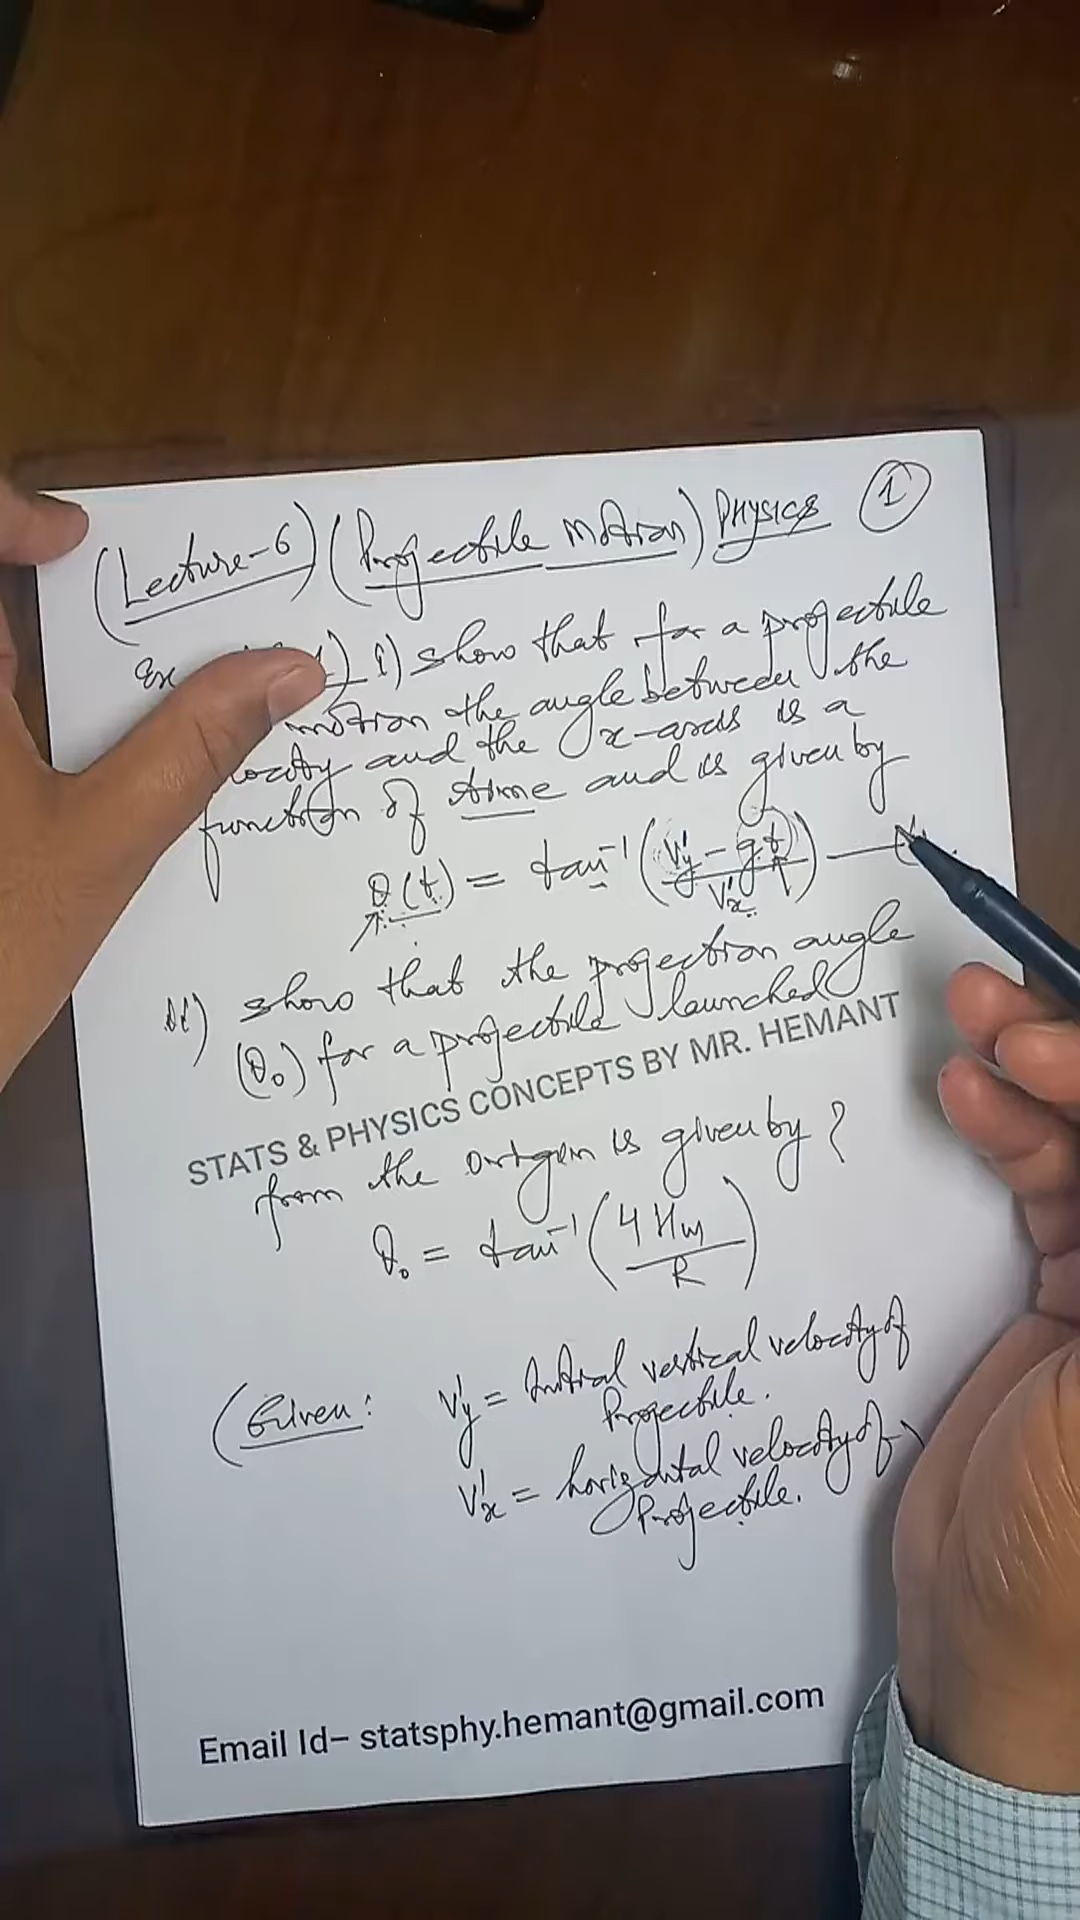 (Lecture-6) (Projectile motion) Physics 1
Ex i) show that for a projectile
motion the angle between the
and the x-axis is a
function of time and is given by
θ(t) = tan⁻¹ (V'y - gt / V'x)
ii) show that the projection angle
(θ₀) for a projectile launched
STATS & PHYSICS CONCEPTS BY MR. HEMANT
from the origin is given by ?
θ₀ = tan⁻¹ (4 Hm / R)
(Given: V'y = Initial vertical velocity of
Projectile.
V'x = horizontal velocity of
Projectile.
Email Id– statsphy.hemant@gmail.com